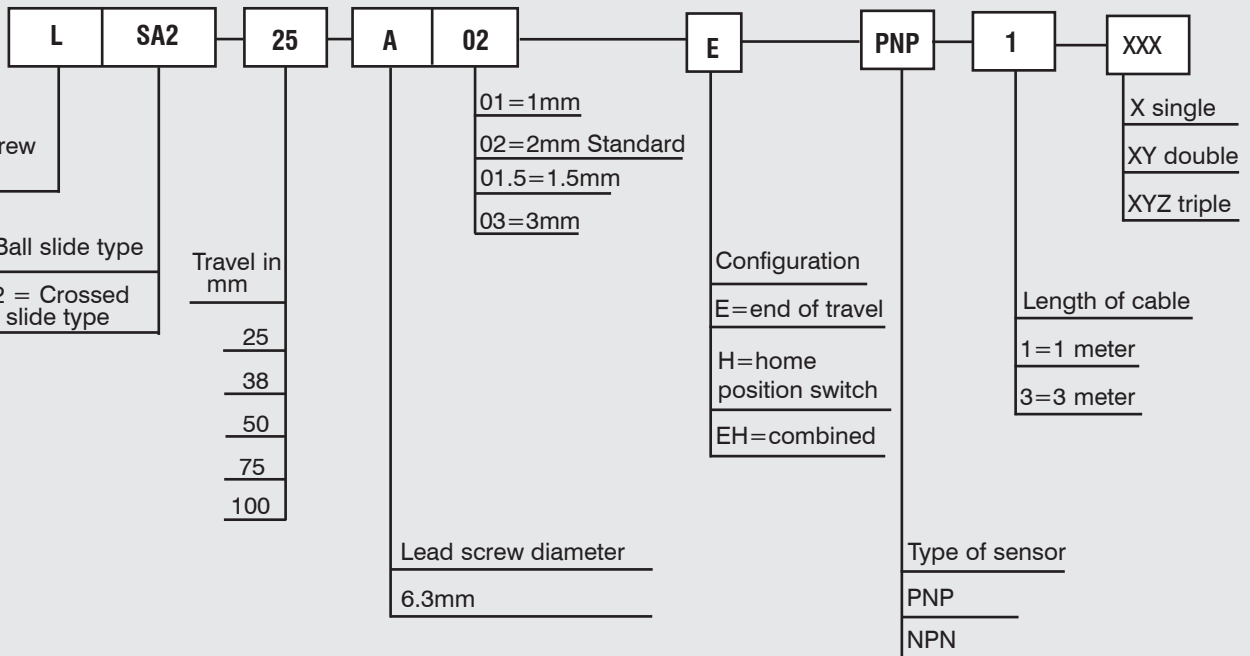 L SA2 25 A 02 E PNP 1 XXX
01=1mm
02=2mm Standard
01.5=1.5mm
03=3mm
X single
XY double
XYZ triple
Ball slide type
= Crossed
slide type
Travel in
mm
25
38
50
75
100
Configuration
E=end of travel
H=home
position switch
EH=combined
Length of cable
1=1 meter
3=3 meter
Lead screw diameter
6.3mm
Type of sensor
PNP
NPN